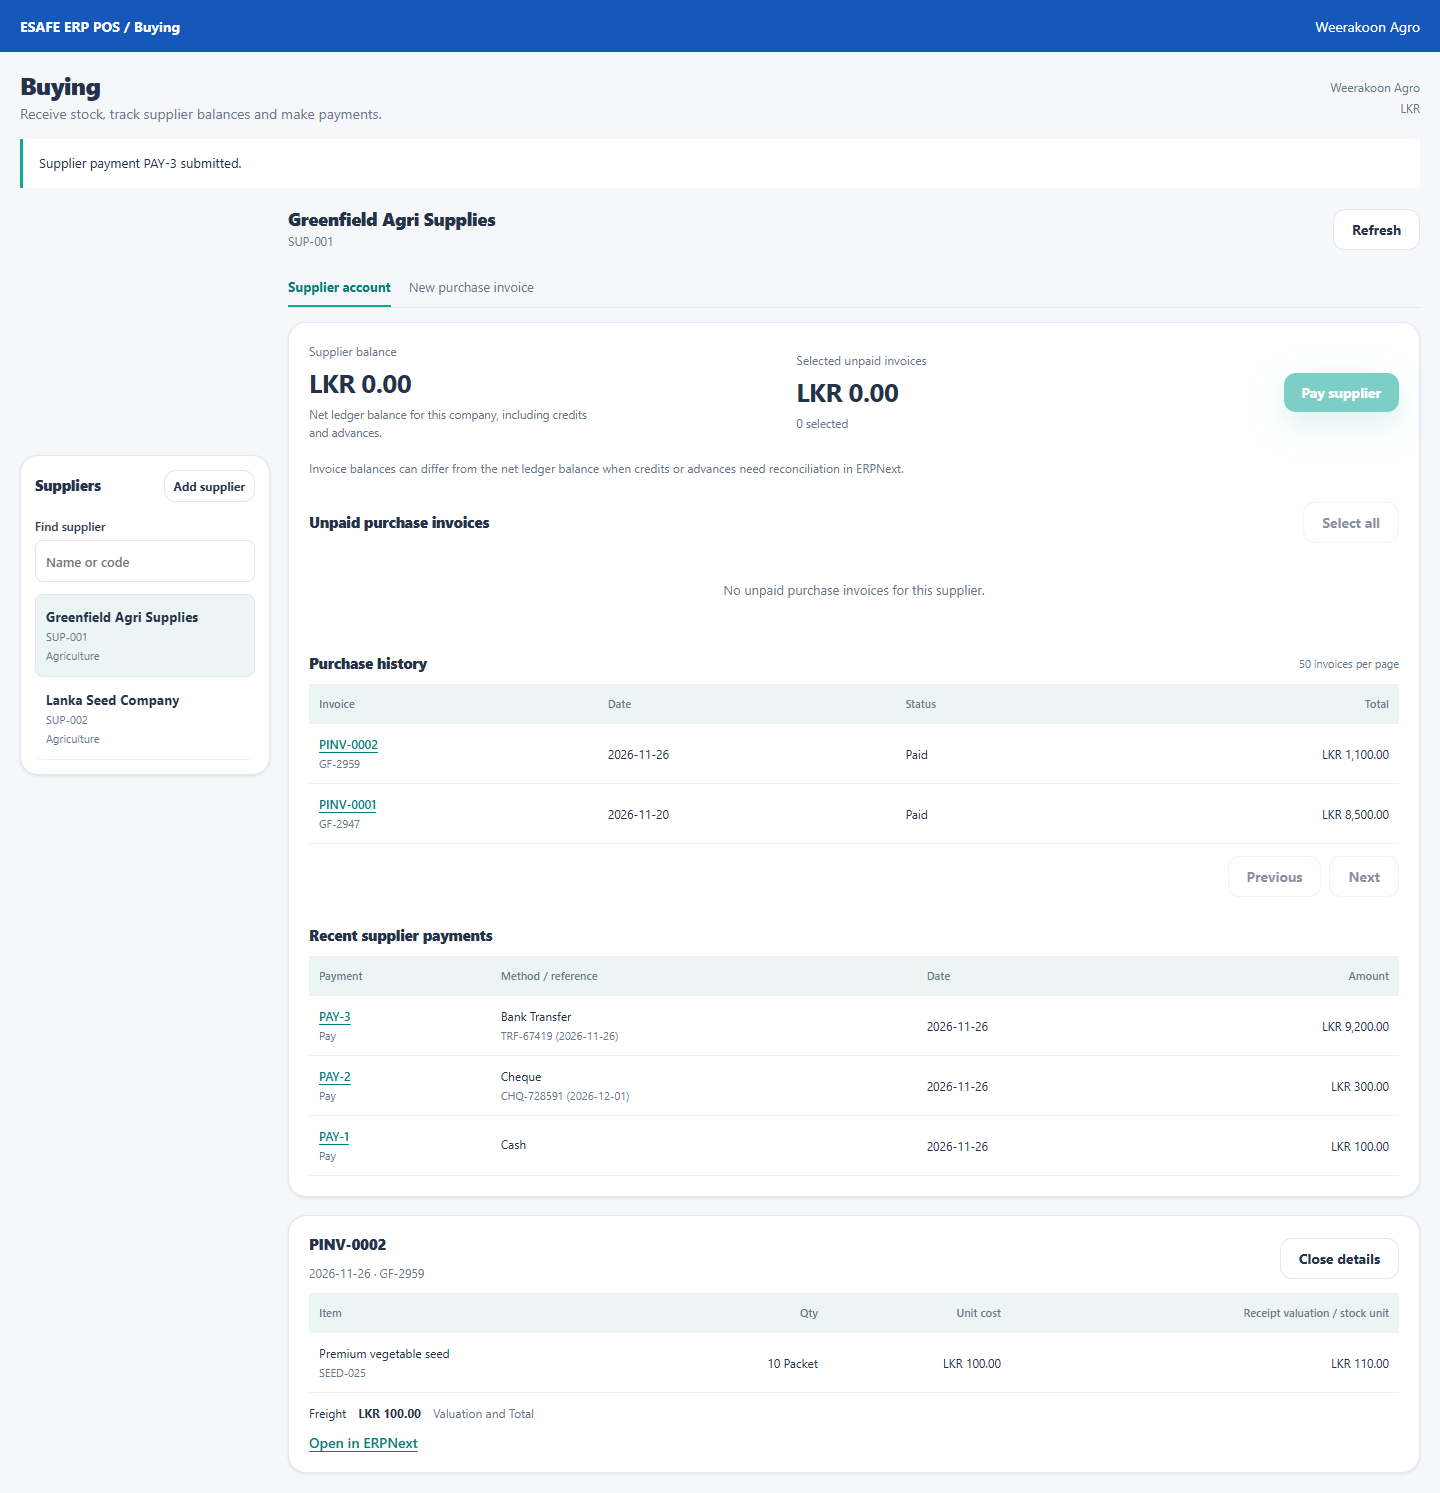 ESAFE ERP POS / Buying
Weerakoon Agro
Buying
Receive stock, track supplier balances and make payments.
Weerakoon Agro
LKR
Supplier payment PAY-3 submitted.
Suppliers
Add supplier
Find supplier
Name or code
Greenfield Agri Supplies
SUP-001
Agriculture
Lanka Seed Company
SUP-002
Agriculture
Greenfield Agri Supplies
SUP-001
Refresh
Supplier account
New purchase invoice
Supplier balance
LKR 0.00
Net ledger balance for this company, including credits
and advances.
Selected unpaid invoices
LKR 0.00
0 selected
Pay supplier
Invoice balances can differ from the net ledger balance when credits or advances need reconciliation in ERPNext.
Unpaid purchase invoices
Select all
No unpaid purchase invoices for this supplier.
Purchase history
50 invoices per page
Invoice Date Status Total
PINV-0002 2026-11-26 Paid LKR 1,100.00
GF-2959
PINV-0001 2026-11-20 Paid LKR 8,500.00
GF-2947
Previous
Next
Recent supplier payments
Payment Method / reference Date Amount
PAY-3 Bank Transfer 2026-11-26 LKR 9,200.00
Pay TRF-67419 (2026-11-26)
PAY-2 Cheque 2026-11-26 LKR 300.00
Pay CHQ-728591 (2026-12-01)
PAY-1 Cash 2026-11-26 LKR 100.00
Pay
PINV-0002
2026-11-26 · GF-2959
Close details
Item Qty Unit cost Receipt valuation / stock unit
Premium vegetable seed 10 Packet LKR 100.00 LKR 110.00
SEED-025
Freight LKR 100.00 Valuation and Total
Open in ERPNext